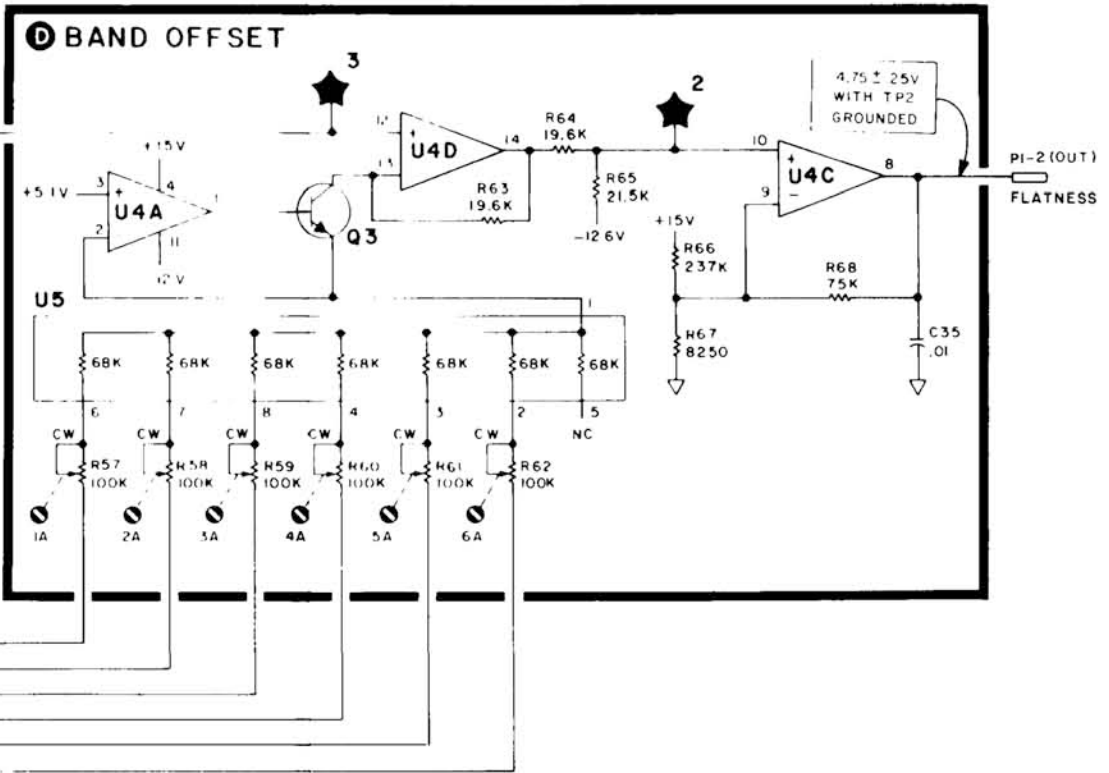 D BAND OFFSET
3
2
4.75 ± .25V
WITH TP2
GROUNDED
+15V
+5.1V
3
+
4
U4A
1
2
11
12 V
Q3
12
+
13
U4D
14
R63
19.6K
R64
19.6K
R65
21.5K
-12.6V
10
+
9
-
U4C
8
P1-2 (OUT)
FLATNESS
+15V
R66
237K
R67
8250
R68
75K
C35
.01
U5
1
68K
68K
68K
68K
68K
68K
68K
6
7
8
4
3
2
5
NC
CW
CW
CW
CW
CW
CW
R57
100K
R58
100K
R59
100K
R60
100K
R61
100K
R62
100K
1A
2A
3A
4A
5A
6A